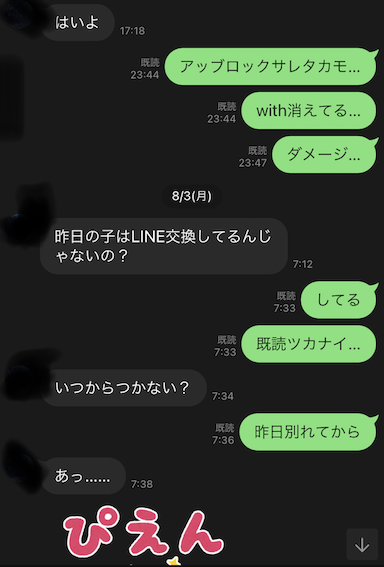 はいよ
17:18
既読
23:44
アッブロックサレタカモ...
既読
23:44
with消えてる...
既読
23:47
ダメージ...
8/3(月)
昨日の子はLINE交換してるんじ
ゃないの？
7:12
既読
7:33
してる
既読
7:33
既読ツカナイ...
いつからつかない？
7:34
既読
7:36
昨日別れてから
あっ......
7:38
ぴえん